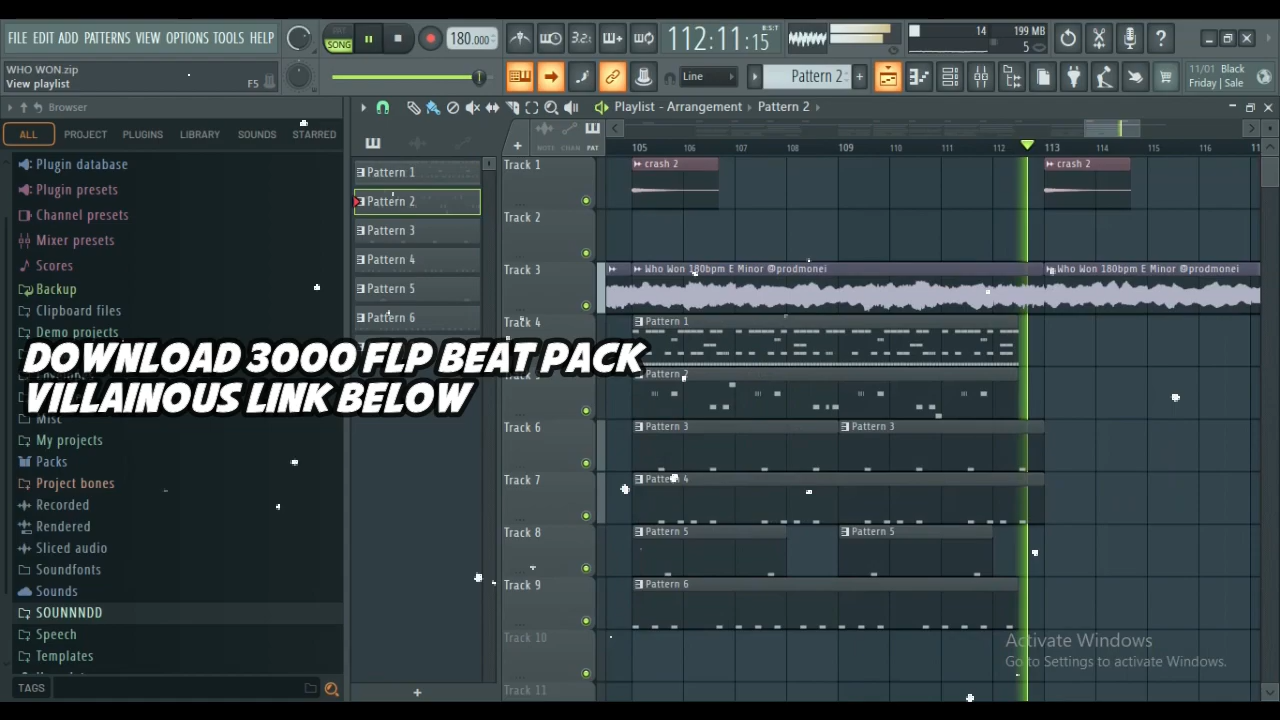 FILE EDIT ADD PATTERNS VIEW OPTIONS TOOLS HELP
SONG
180.000
3.2
112:11:15
B:S:T
14
199 MB
5
WHO WON.zip
View playlist
F5
Line
Pattern 2
11/01 Black
Friday | Sale
Browser
Playlist - Arrangement
Pattern 2
ALL
PROJECT
PLUGINS
LIBRARY
SOUNDS
STARRED
MUTE
CHAN
PAT
105 106 107 108 109 110 111 112 113 114 115 116
Plugin database
Plugin presets
Channel presets
Mixer presets
Scores
Backup
Clipboard files
Demo projects
Misc
My projects
Packs
Project bones
Recorded
Rendered
Sliced audio
Soundfonts
Sounds
SOUNNNDD
Speech
Templates
TAGS
Pattern 1
Pattern 2
Pattern 3
Pattern 4
Pattern 5
Pattern 6
Track 1
crash 2
crash 2
Track 2
Track 3
Who Won 180bpm E Minor @prodmonei
Who Won 180bpm E Minor @prodmonei
Track 4
Pattern 1
Pattern 2
Track 6
Pattern 3
Pattern 3
Track 7
Pattern 4
Track 8
Pattern 5
Pattern 5
Track 9
Pattern 6
Track 10
Track 11
DOWNLOAD 3000 FLP BEAT PACK
VILLAINOUS LINK BELOW
Activate Windows
Go to Settings to activate Windows.